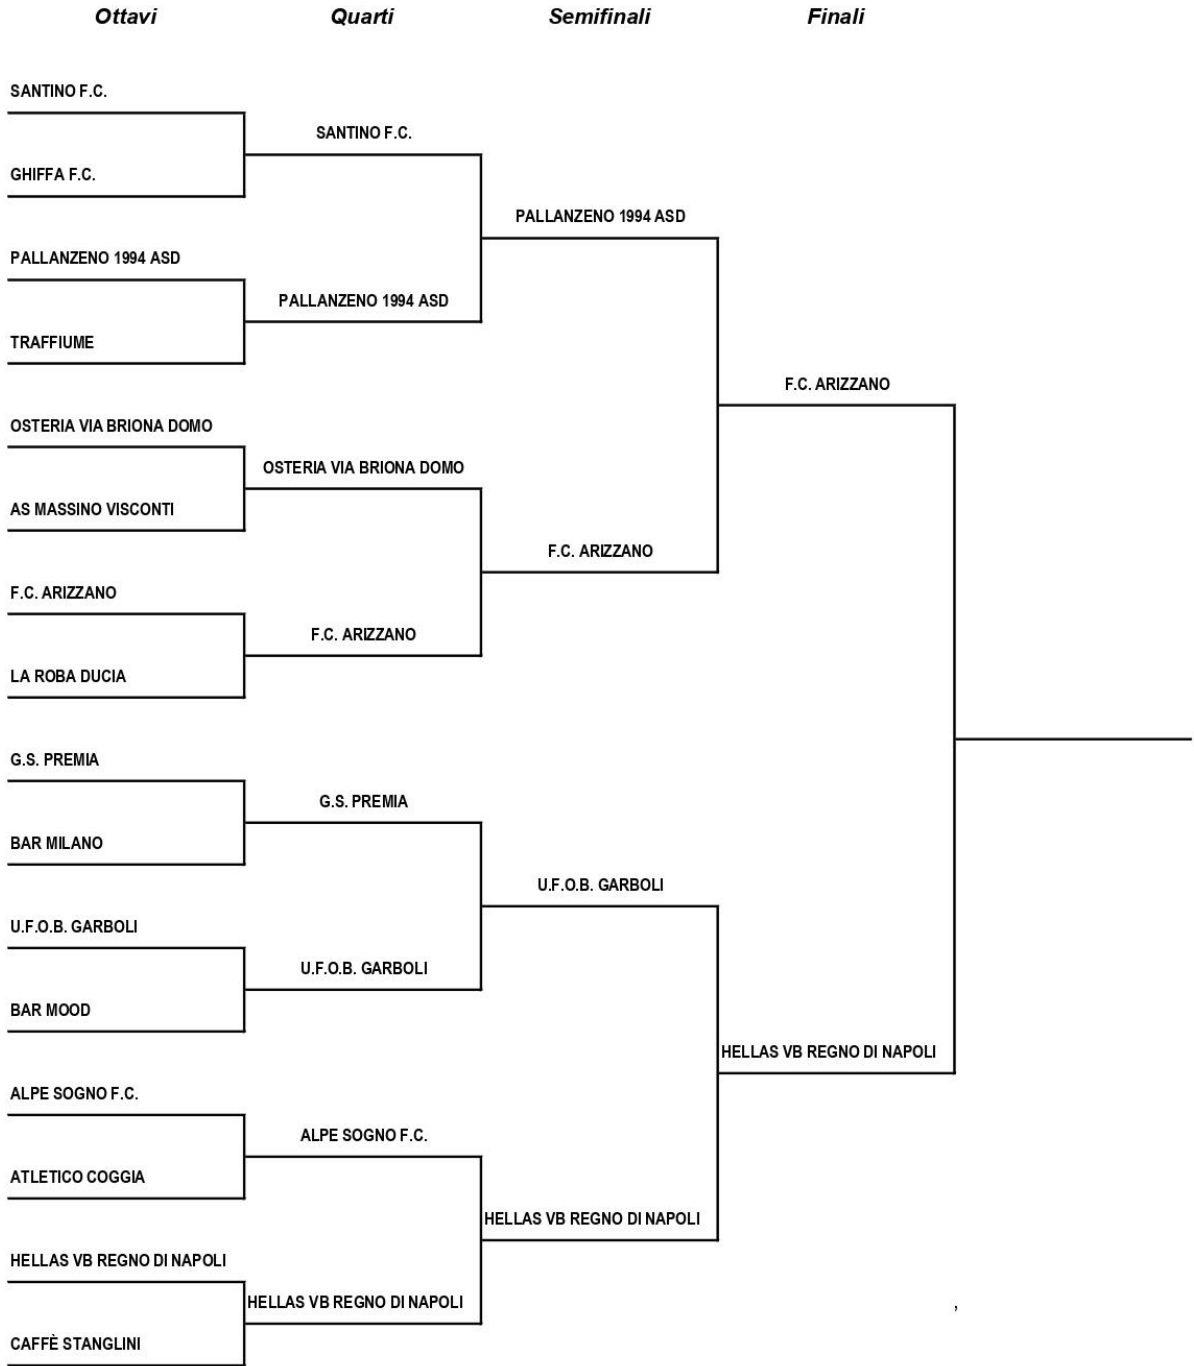 Ottavi Quarti Semifinali Finali
SANTINO F.C.
SANTINO F.C.
GHIFFA F.C.
PALLANZENO 1994 ASD
PALLANZENO 1994 ASD
PALLANZENO 1994 ASD
TRAFFIUME
F.C. ARIZZANO
OSTERIA VIA BRIONA DOMO
OSTERIA VIA BRIONA DOMO
AS MASSINO VISCONTI
F.C. ARIZZANO
F.C. ARIZZANO
F.C. ARIZZANO
LA ROBA DUCIA
G.S. PREMIA
G.S. PREMIA
BAR MILANO
U.F.O.B. GARBOLI
U.F.O.B. GARBOLI
U.F.O.B. GARBOLI
BAR MOOD
HELLAS VB REGNO DI NAPOLI
ALPE SOGNO F.C.
ALPE SOGNO F.C.
ATLETICO COGGIA
HELLAS VB REGNO DI NAPOLI
HELLAS VB REGNO DI NAPOLI
HELLAS VB REGNO DI NAPOLI
,
CAFFÈ STANGLINI